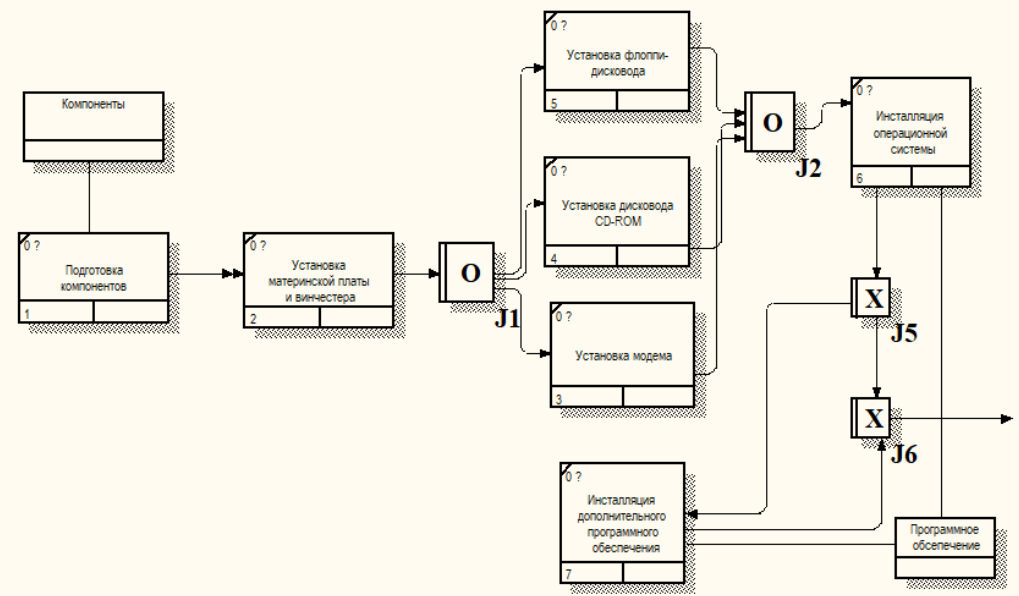 Компоненты
0 ?
Подготовка
компонентов
1
0 ?
Установка
материнской платы
и винчестера
2
O
J1
0 ?
Установка флоппи-
дисковода
5
0 ?
Установка дисковода
CD-ROM
4
0 ?
Установка модема
3
O
J2
0 ?
Инсталляция
операционной
системы
6
X
J5
X
J6
0 ?
Инсталляция
дополнительного
программного
обеспечения
7
Программное
обсепечение